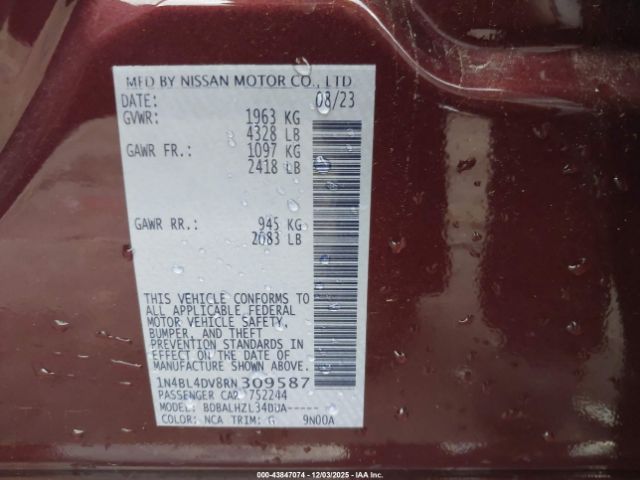 MFD BY NISSAN MOTOR CO., LTD
DATE: 08/23
GVWR: 1963 KG
4328 LB
GAWR FR.: 1097 KG
2418 LB
GAWR RR.: 945 KG
2083 LB
THIS VEHICLE CONFORMS TO
ALL APPLICABLE FEDERAL
MOTOR VEHICLE SAFETY,
BUMPER, AND THEFT
PREVENTION STANDARDS
IN EFFECT ON THE DATE OF
MANUFACTURE SHOWN ABOVE.
1N4BL4DV8RN309587
PASSENGER CAR 752244
MODEL: BDBALHZL34DUA-----
COLOR: NCA TRIM: G 9N00A
000-43847074 | 12/03/2025 - IAA Inc.